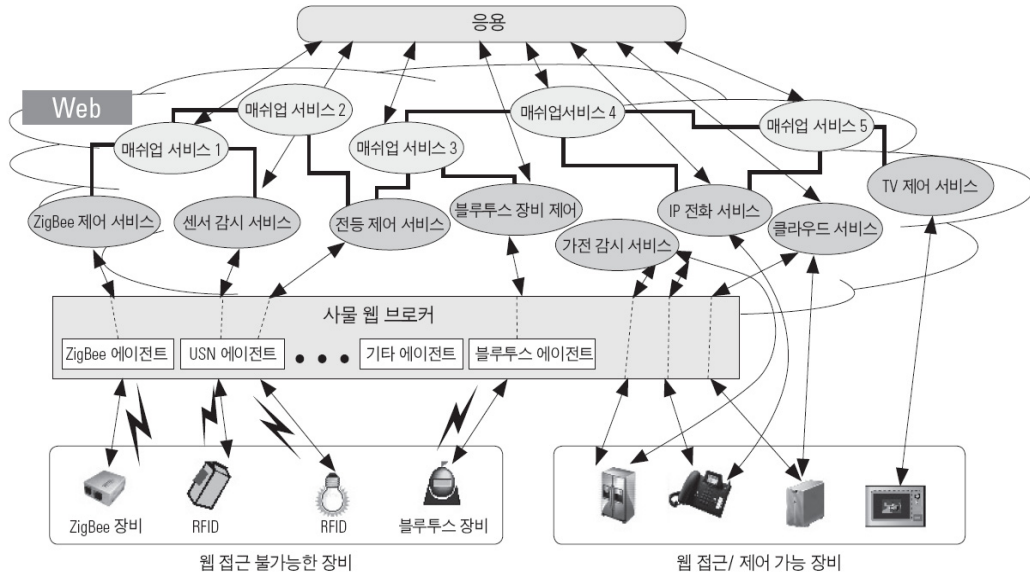 응용
Web
매쉬업 서비스 2
매쉬업서비스 4
매쉬업 서비스 1
매쉬업 서비스 3
매쉬업 서비스 5
ZigBee 제어 서비스
센서 감시 서비스
전등 제어 서비스
블루투스 장비 제어
IP 전화 서비스
TV 제어 서비스
가전 감시 서비스
클라우드 서비스
사물 웹 브로커
ZigBee 에이전트
USN 에이전트
기타 에이전트
블루투스 에이전트
ZigBee 장비
RFID
RFID
블루투스 장비
웹 접근 불가능한 장비
웹 접근/ 제어 가능 장비